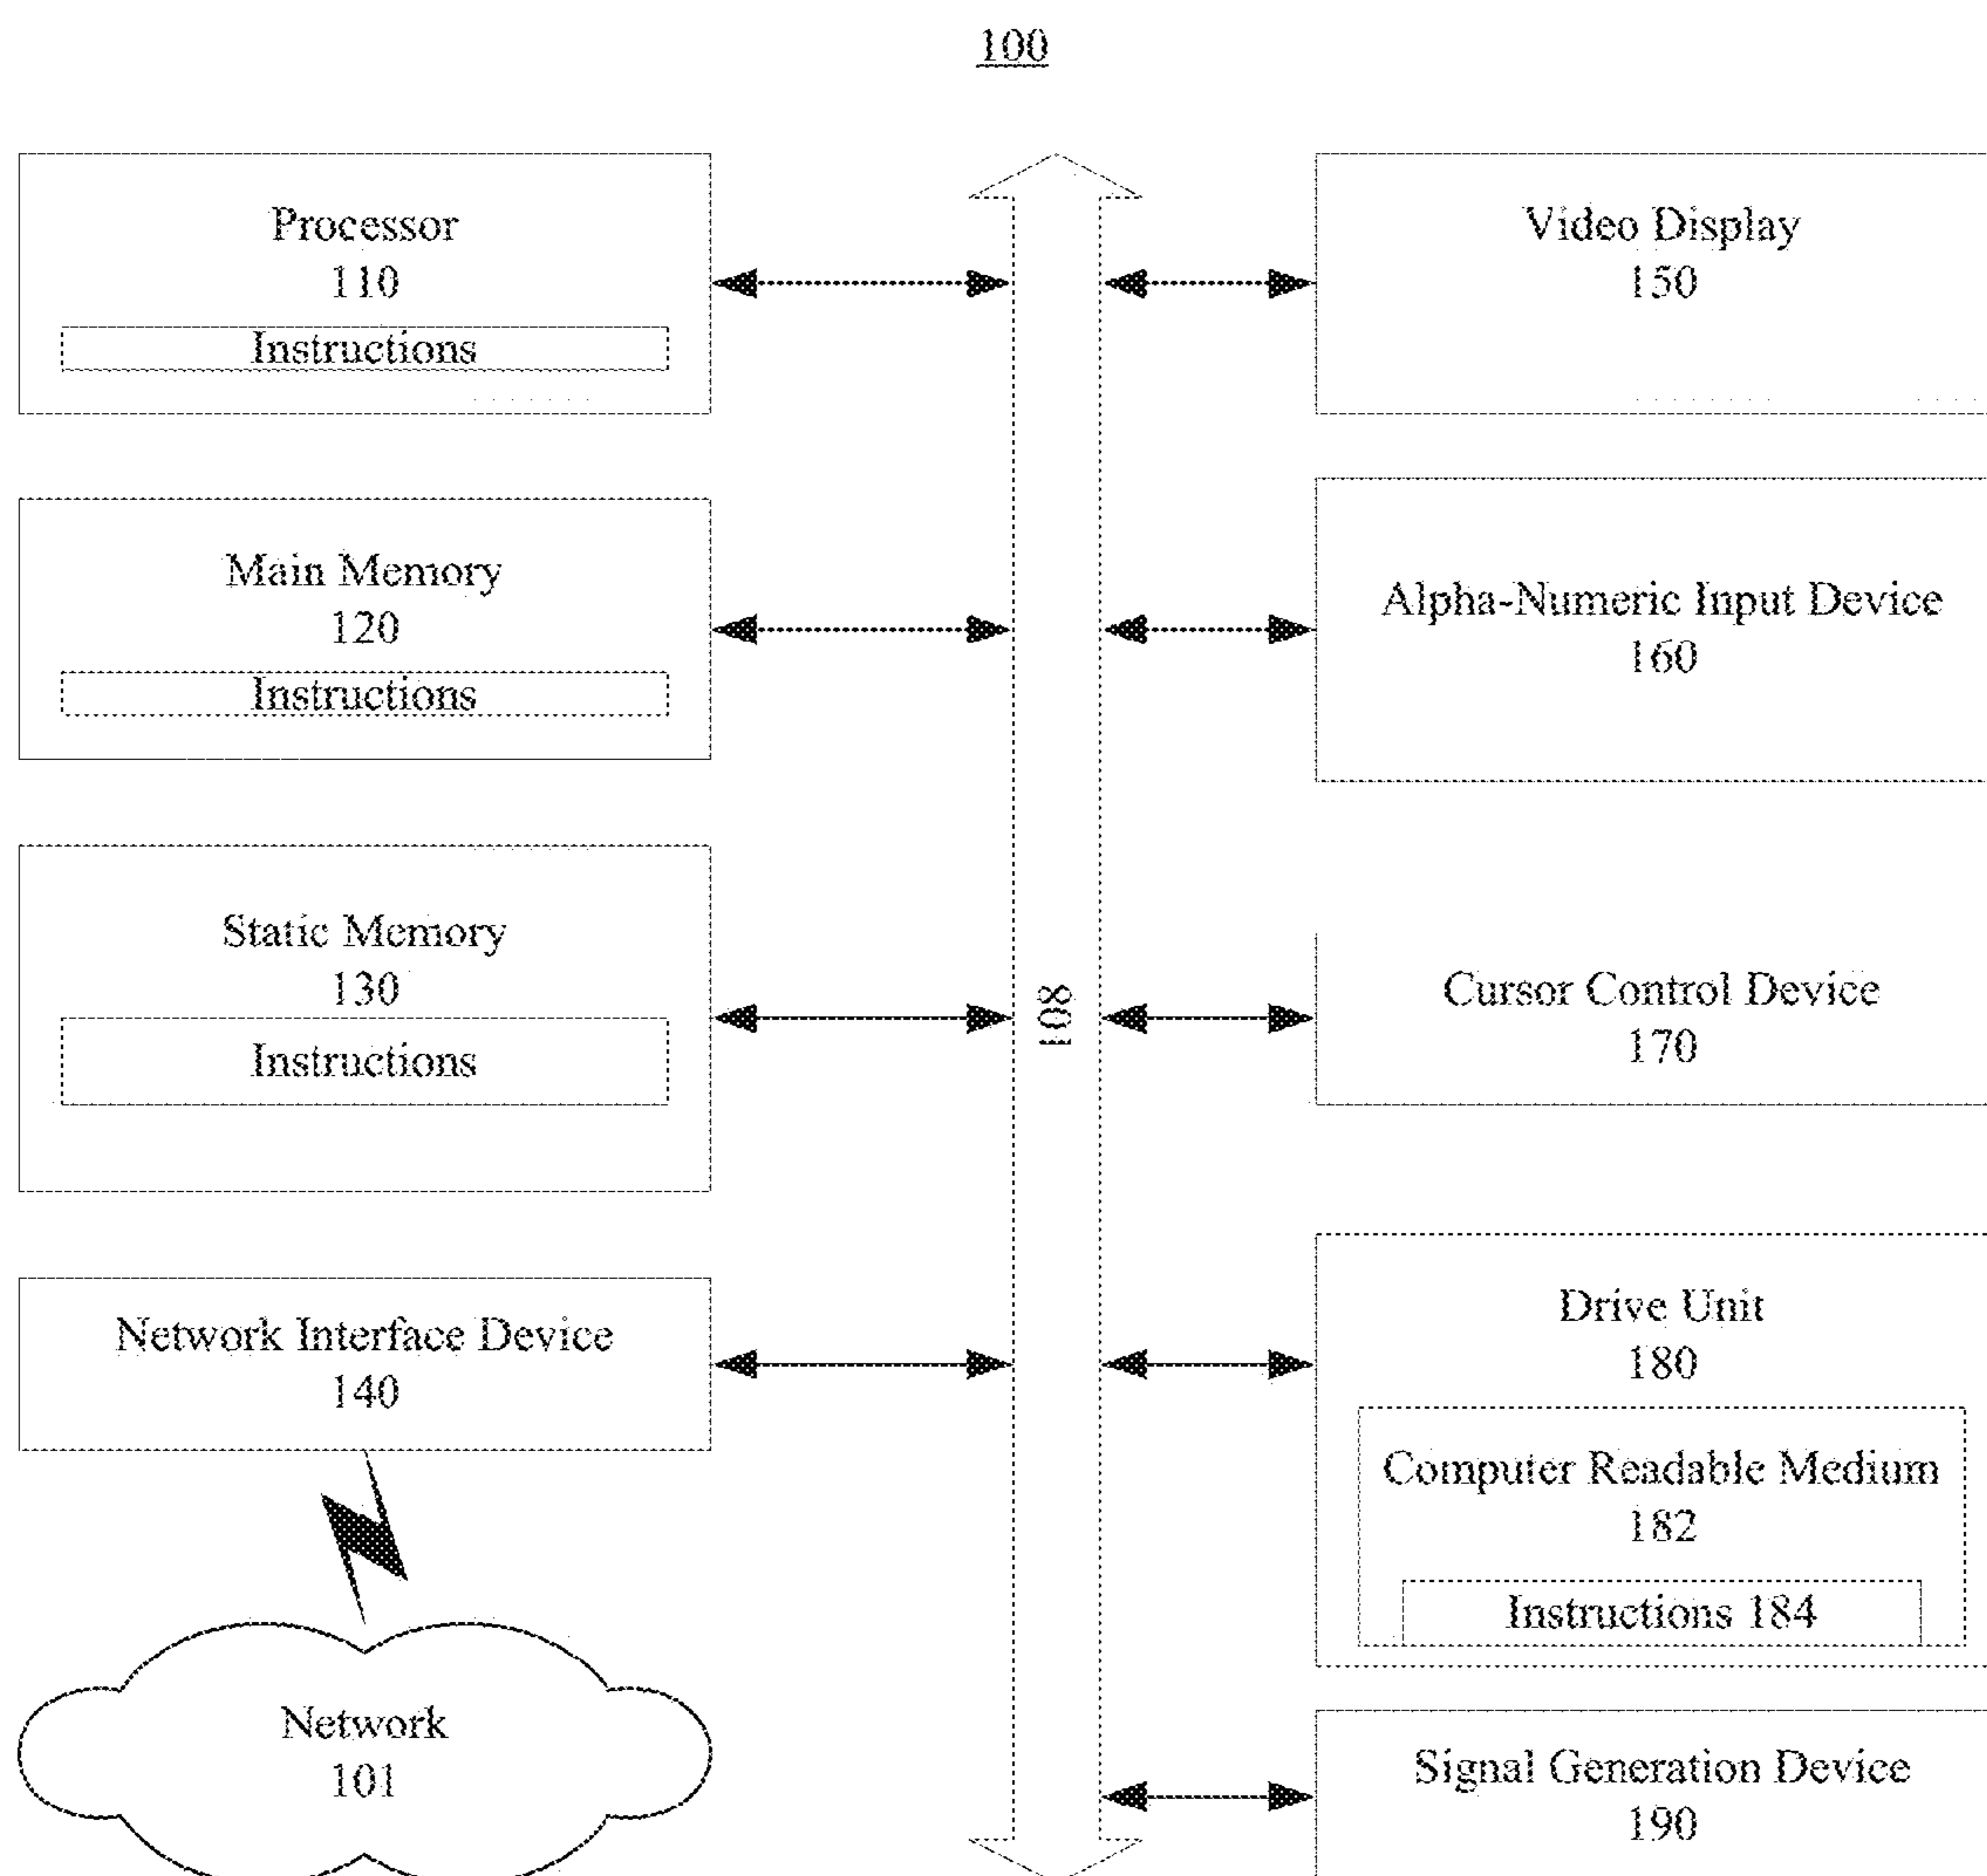 100
Processor
110
Instructions
Main Memory
120
Instructions
Static Memory
130
Instructions
Network Interface Device
140
Network
101
108
Video Display
150
Alpha-Numeric Input Device
160
Cursor Control Device
170
Drive Unit
180
Computer Readable Medium
182
Instructions 184
Signal Generation Device
190